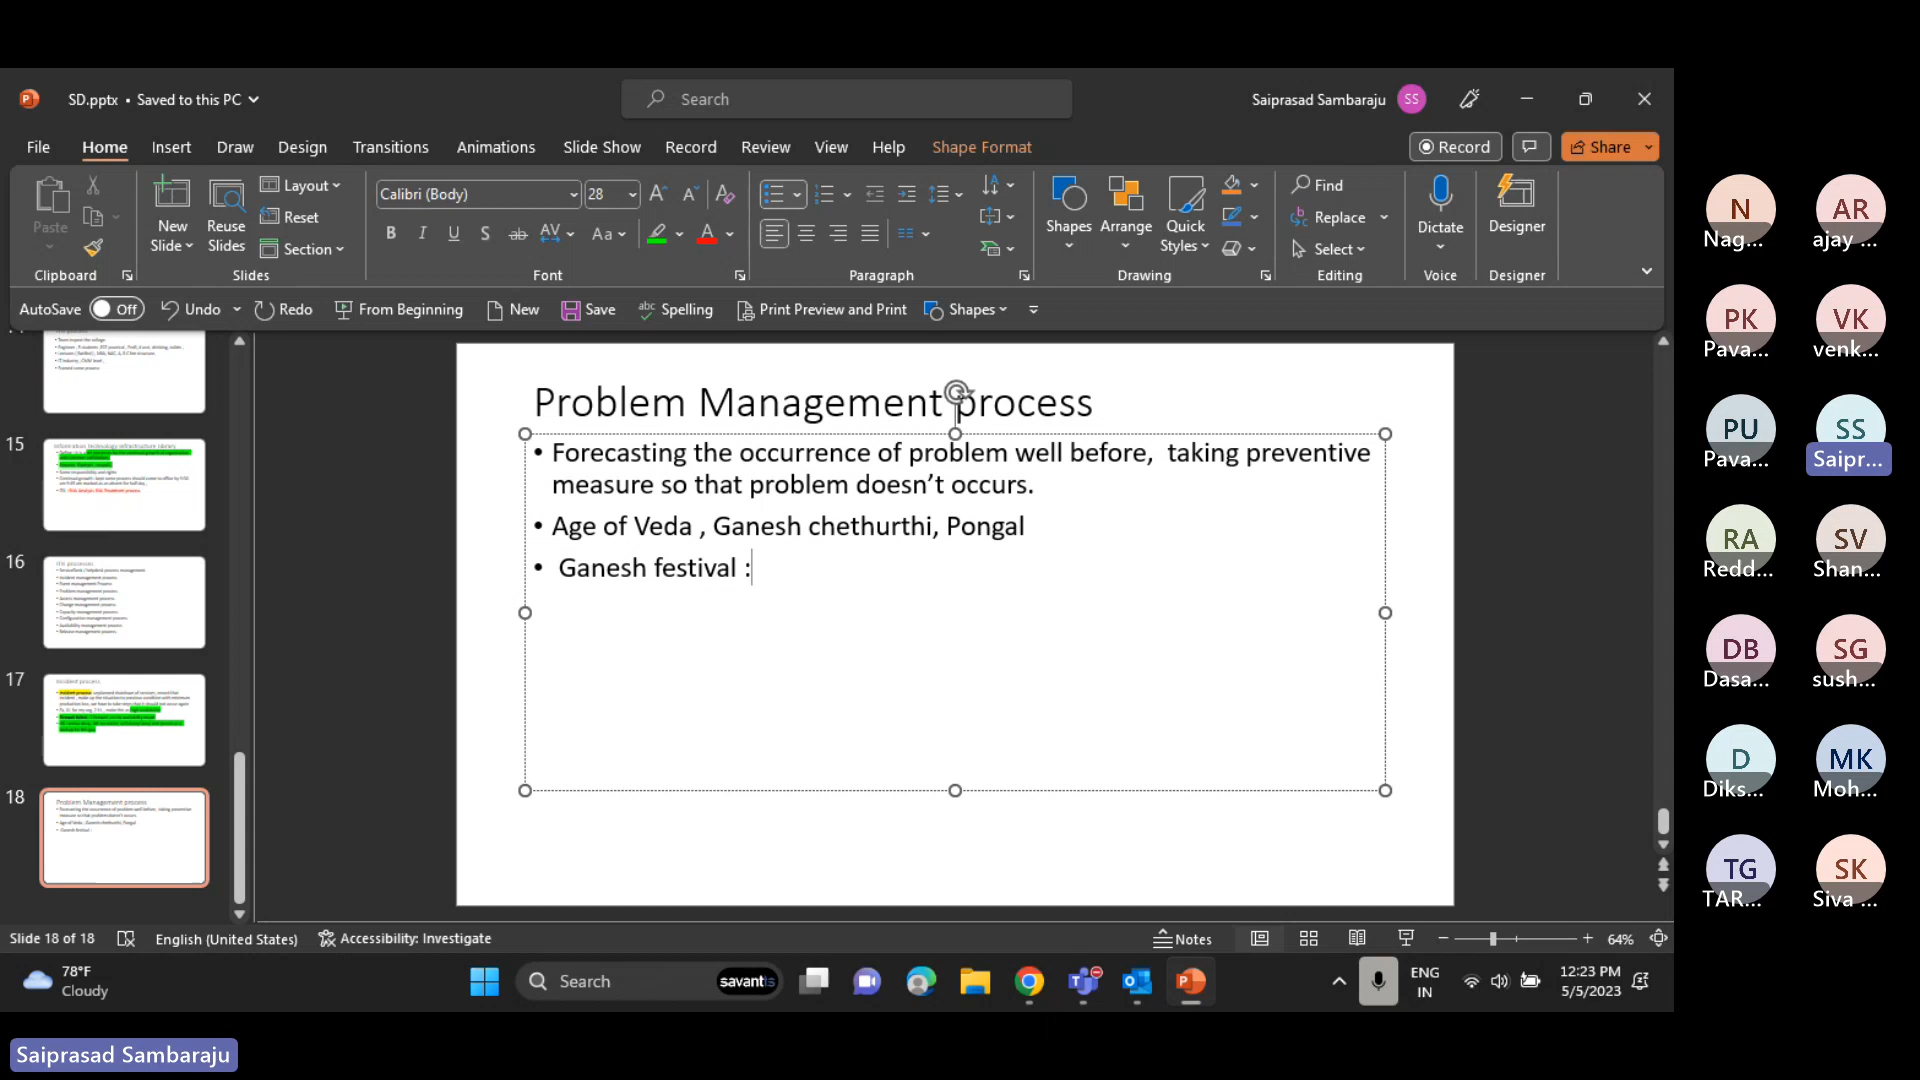 SD.pptx • Saved to this PC
Search
Saiprasad Sambaraju
SS
File
Home
Insert
Draw
Design
Transitions
Animations
Slide Show
Record
Review
View
Help
Shape Format
Record
Share
Paste
New
Slide
Reuse
Slides
Layout
Reset
Section
Calibri (Body)
28
Shapes
Arrange
Quick
Styles
Find
Replace
Select
Dictate
Designer
Clipboard
Slides
Font
Paragraph
Drawing
Editing
Voice
Designer
AutoSave
Off
Undo
Redo
From Beginning
New
Save
Spelling
Print Preview and Print
Shapes
15
16
17
18
Problem Management process
• Forecasting the occurrence of problem well before,  taking preventive
measure so that problem doesn’t occurs.
• Age of Veda , Ganesh chethurthi, Pongal
• Ganesh festival :
Slide 18 of 18
English (United States)
Accessibility: Investigate
Notes
64%
78°F
Cloudy
Search
savantis
ENG
IN
12:23 PM
5/5/2023
N
Nag...
AR
ajay ...
PK
Pava...
VK
venk...
PU
Pava...
SS
Saipr...
RA
Redd...
SV
Shan...
DB
Dasa...
SG
sush...
D
Diks...
MK
Moh...
TG
TAR...
SK
Siva ...
Saiprasad Sambaraju